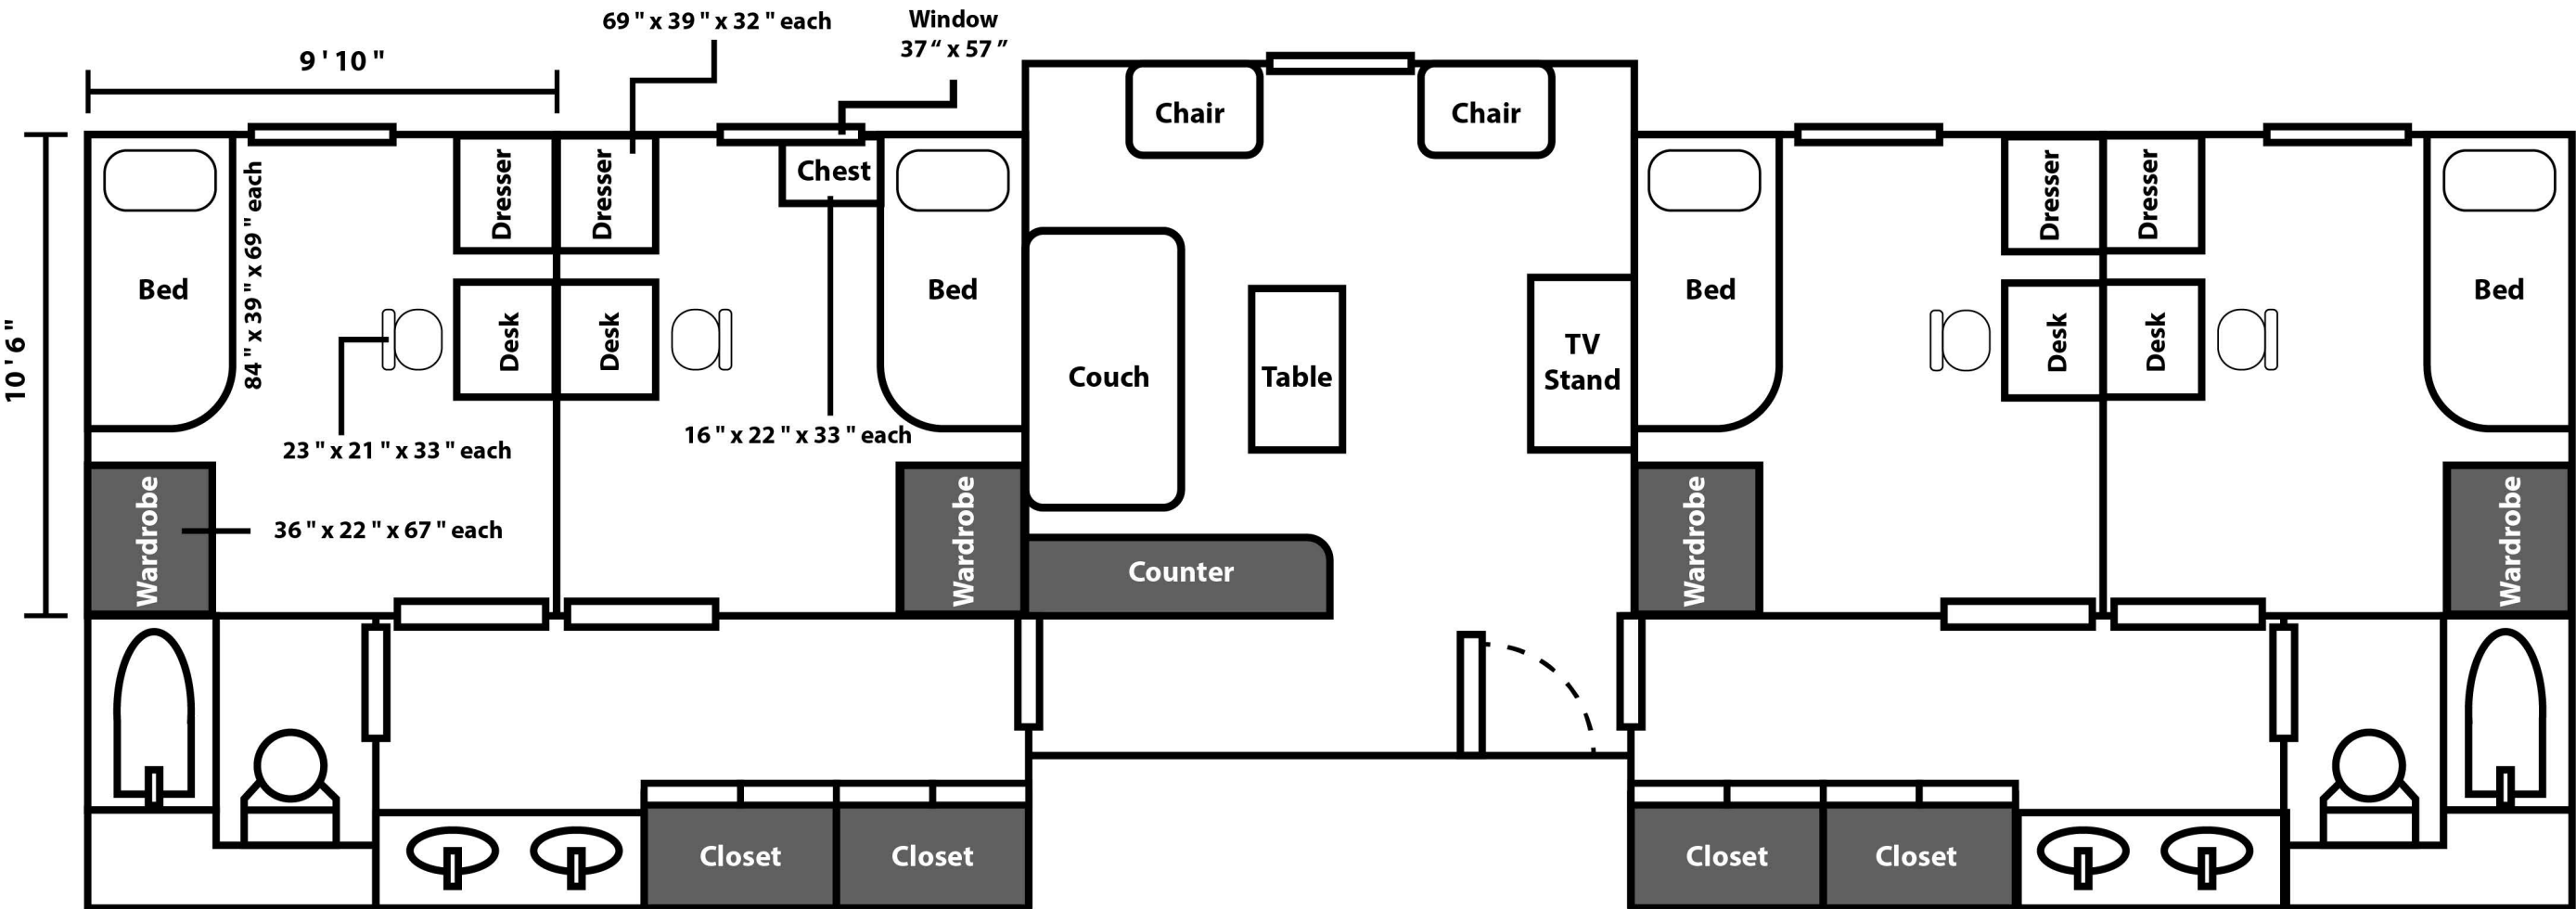 69 " x 39 " x 32 " each
Window
37 “ x 57 ”
9 ' 10 "
10 ' 6 "
Bed
84 " x 39 " x 69 " each
Dresser
Dresser
Chest
Bed
Desk
Desk
23 " x 21 " x 33 " each
16 " x 22 " x 33 " each
Wardrobe
36 " x 22 " x 67 " each
Wardrobe
Chair
Chair
Couch
Table
TV
Stand
Counter
Bed
Dresser
Dresser
Bed
Desk
Desk
Wardrobe
Wardrobe
Closet
Closet
Closet
Closet